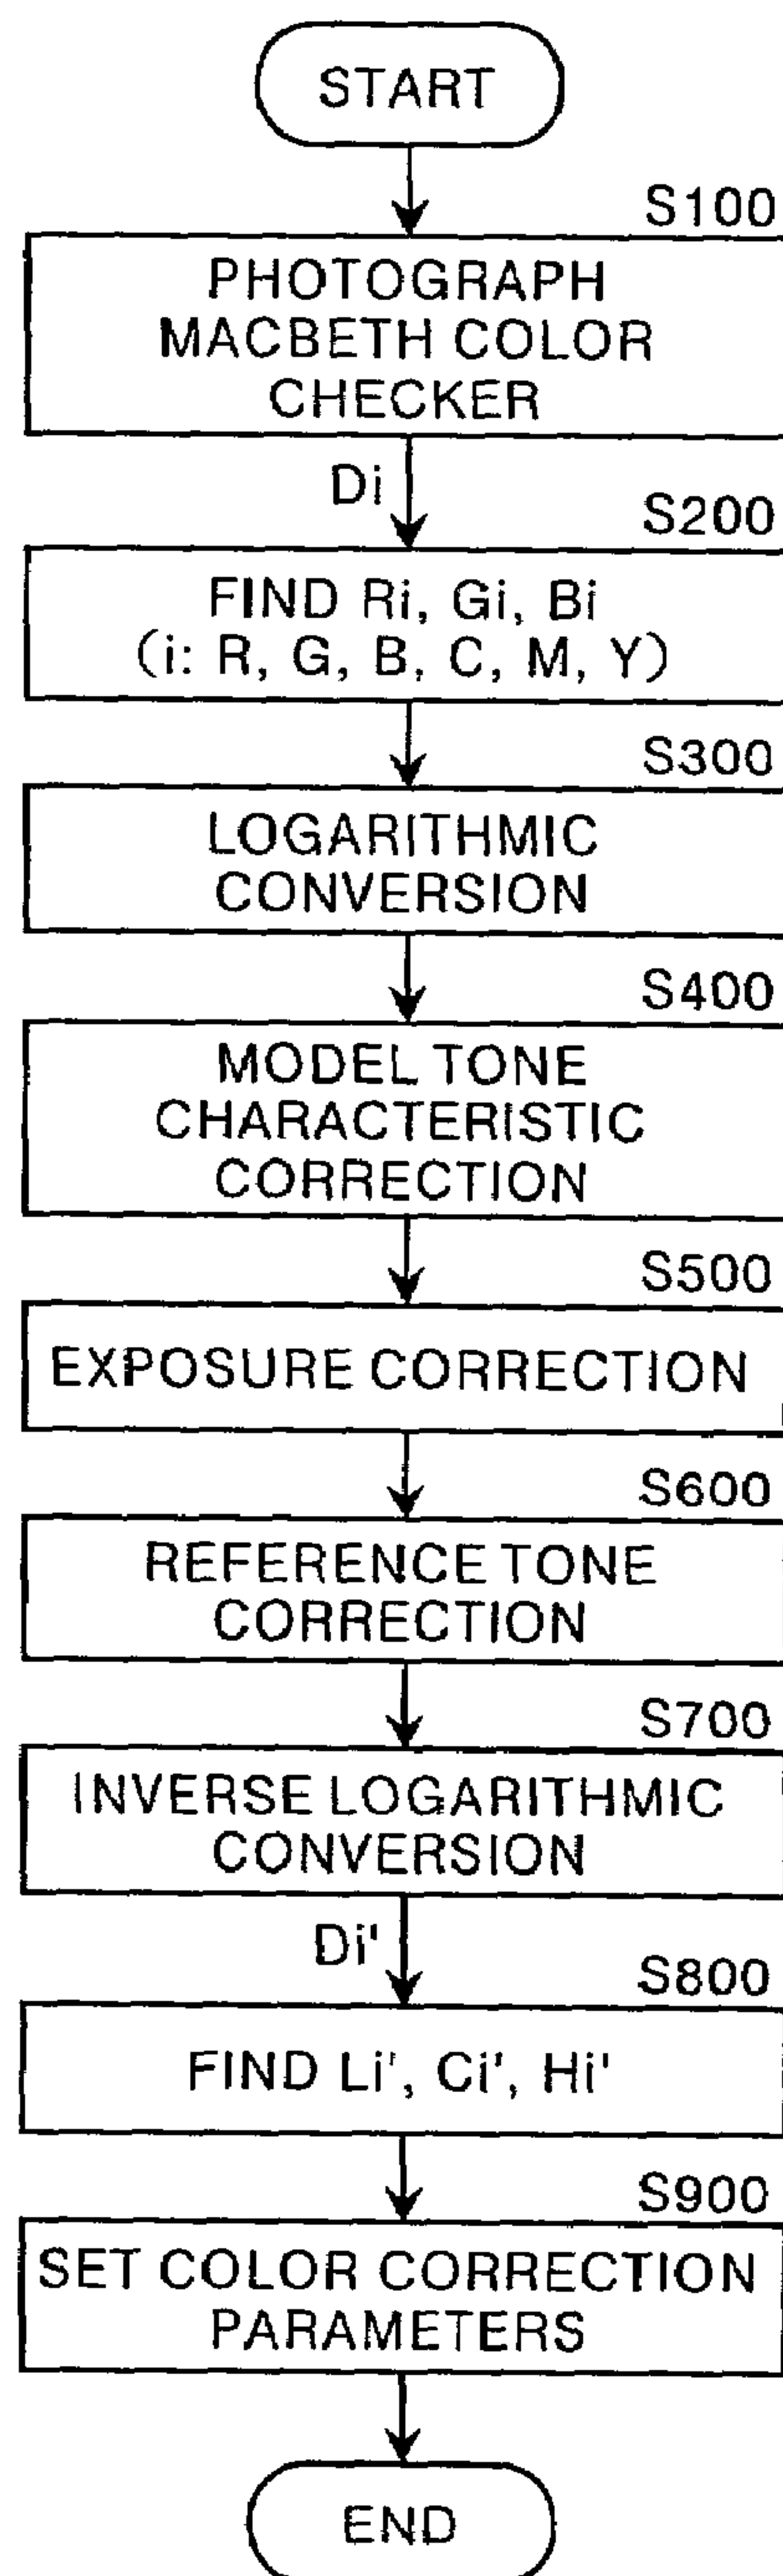 START
S100
PHOTOGRAPH
MACBETH COLOR
CHECKER
Di
S200
FIND Ri, Gi, Bi
(i: R, G, B, C, M, Y)
S300
LOGARITHMIC
CONVERSION
S400
MODEL TONE
CHARACTERISTIC
CORRECTION
S500
EXPOSURE CORRECTION
S600
REFERENCE TONE
CORRECTION
S700
INVERSE LOGARITHMIC
CONVERSION
Di'
S800
FIND Li', Ci', Hi'
S900
SET COLOR CORRECTION
PARAMETERS
END